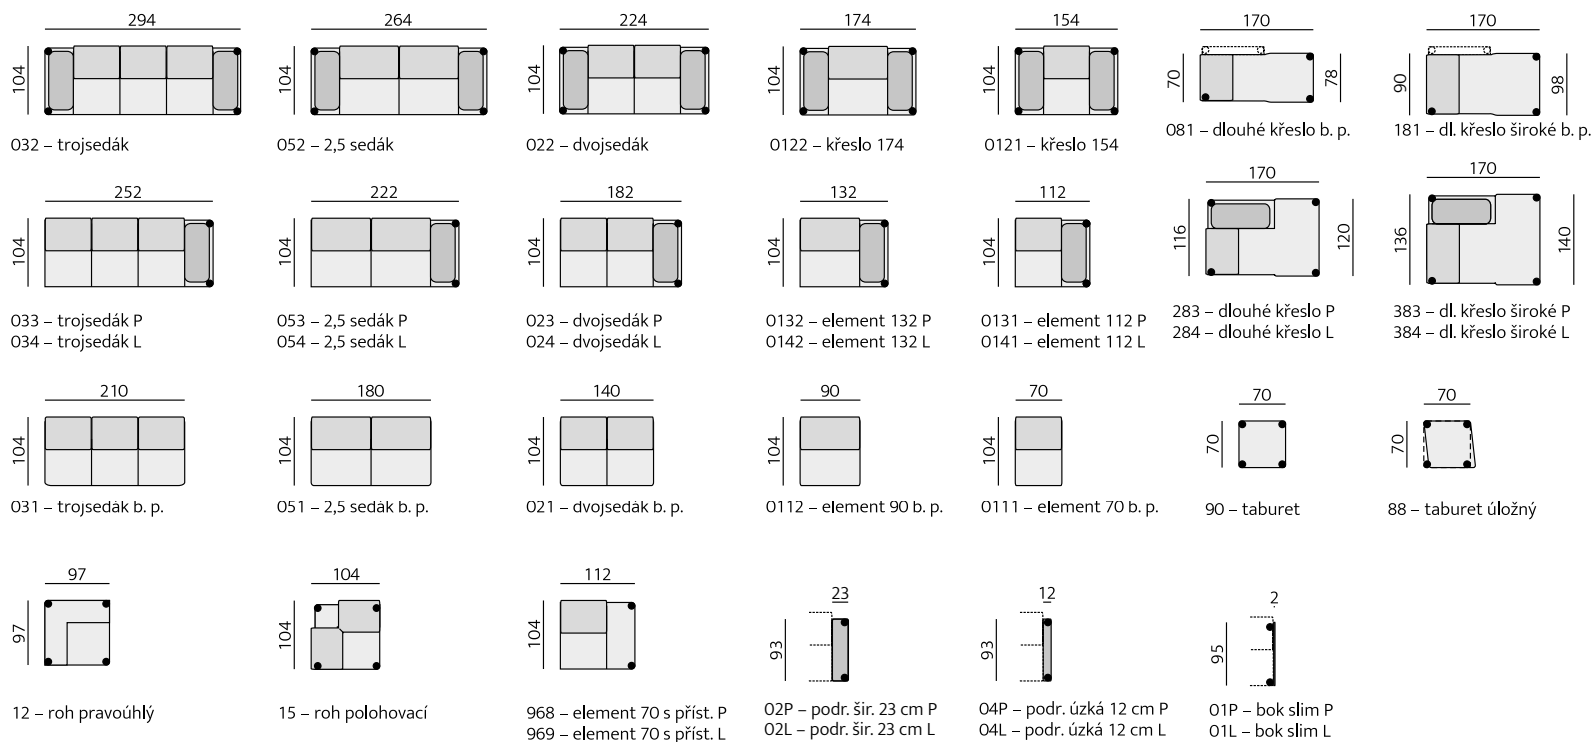 294
104
032 – trojsedák
264
104
052 – 2,5 sedák
224
104
022 – dvojsedák
174
104
0122 – křeslo 174
154
104
0121 – křeslo 154
170
70
78
081 – dlouhé křeslo b. p.
170
90
98
181 – dl. křeslo široké b. p.
252
104
033 – trojsedák P
034 – trojsedák L
222
104
053 – 2,5 sedák P
054 – 2,5 sedák L
182
104
023 – dvojsedák P
024 – dvojsedák L
132
104
0132 – element 132 P
0142 – element 132 L
112
104
0131 – element 112 P
0141 – element 112 L
170
116
120
283 – dlouhé křeslo P
284 – dlouhé křeslo L
170
136
140
383 – dl. křeslo široké P
384 – dl. křeslo široké L
210
104
031 – trojsedák b. p.
180
104
051 – 2,5 sedák b. p.
140
104
021 – dvojsedák b. p.
90
104
0112 – element 90 b. p.
70
104
0111 – element 70 b. p.
70
70
90 – taburet
70
70
88 – taburet úložný
97
97
12 – roh pravoúhlý
104
104
15 – roh polohovací
112
104
968 – element 70 s příst. P
969 – element 70 s příst. L
23
93
02P – podr. šir. 23 cm P
02L – podr. šir. 23 cm L
12
93
04P – podr. úzká 12 cm P
04L – podr. úzká 12 cm L
2
95
01P – bok slim P
01L – bok slim L